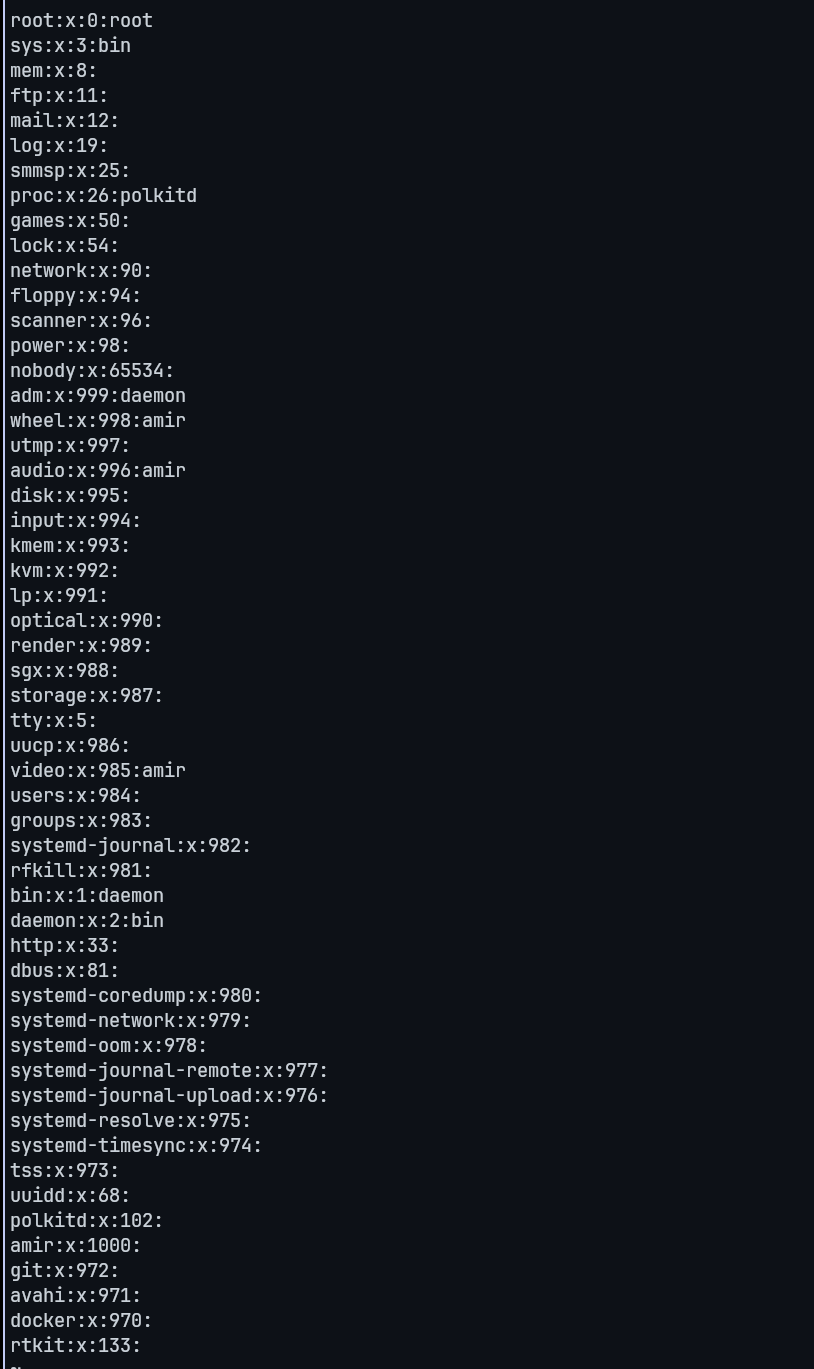 root:x:0:root
sys:x:3:bin
mem:x:8:
ftp:x:11:
mail:x:12:
log:x:19:
smmsp:x:25:
proc:x:26:polkitd
games:x:50:
lock:x:54:
network:x:90:
floppy:x:94:
scanner:x:96:
power:x:98:
nobody:x:65534:
adm:x:999:daemon
wheel:x:998:amir
utmp:x:997:
audio:x:996:amir
disk:x:995:
input:x:994:
kmem:x:993:
kvm:x:992:
lp:x:991:
optical:x:990:
render:x:989:
sgx:x:988:
storage:x:987:
tty:x:5:
uucp:x:986:
video:x:985:amir
users:x:984:
groups:x:983:
systemd-journal:x:982:
rfkill:x:981:
bin:x:1:daemon
daemon:x:2:bin
http:x:33:
dbus:x:81:
systemd-coredump:x:980:
systemd-network:x:979:
systemd-oom:x:978:
systemd-journal-remote:x:977:
systemd-journal-upload:x:976:
systemd-resolve:x:975:
systemd-timesync:x:974:
tss:x:973:
uuidd:x:68:
polkitd:x:102:
amir:x:1000:
git:x:972:
avahi:x:971:
docker:x:970:
rtkit:x:133: